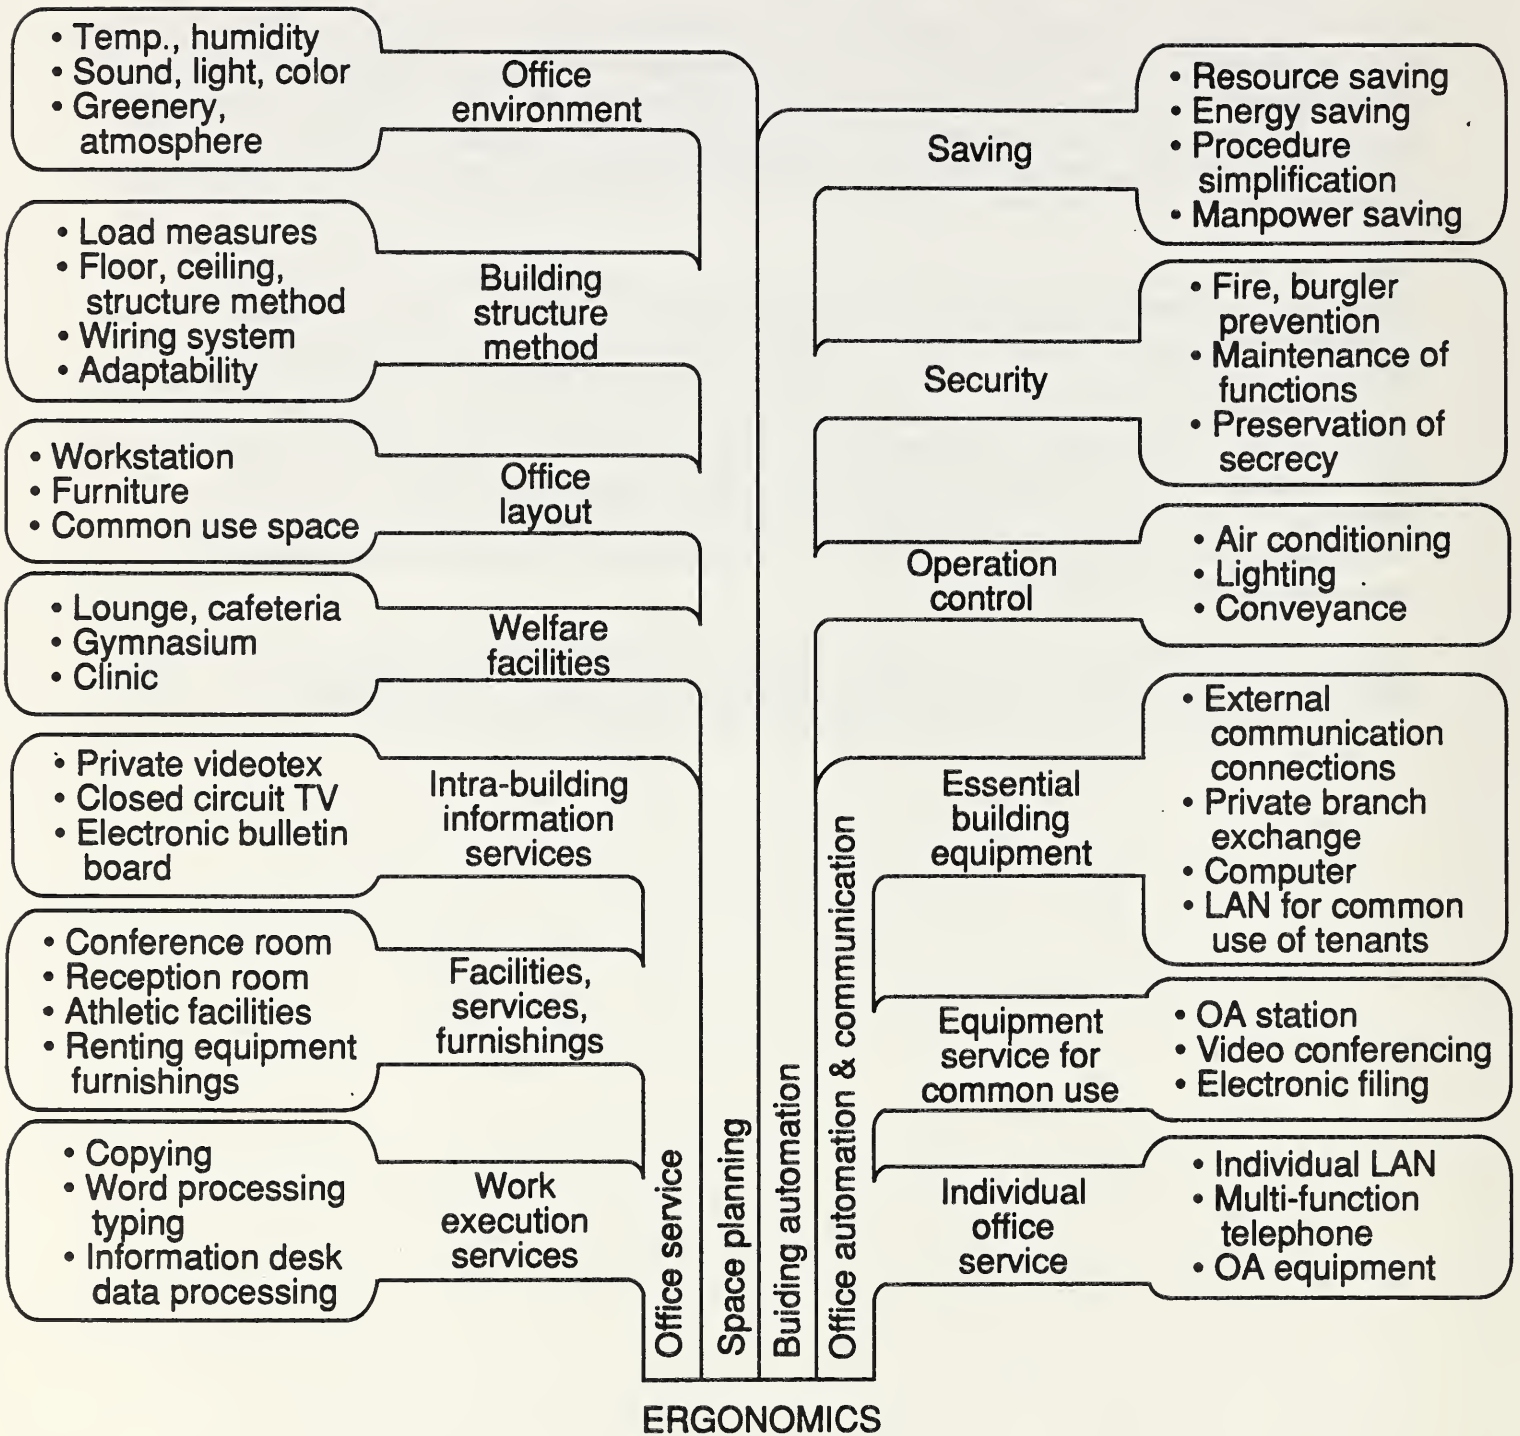 • Temp., humidity
• Sound, light, color
• Greenery,
atmosphere
Office
environment
• Load measures
• Floor, ceiling,
structure method
• Wiring system
• Adaptability
Building
structure
method
• Workstation
• Furniture
• Common use space
Office
layout
• Lounge, cafeteria
• Gymnasium
• Clinic
Welfare
facilities
• Private videotex
• Closed circuit TV
• Electronic bulletin
board
Intra-building
information
services
• Conference room
• Reception room
• Athletic facilities
• Renting equipment
furnishings
Facilities,
services,
furnishings
• Copying
• Word processing
typing
• Information desk
data processing
Work
execution
services
Office service
Space planning
Buiding automation
Office automation & communication
Saving
• Resource saving
• Energy saving
• Procedure
simplification
• Manpower saving
Security
• Fire, burgler
prevention
• Maintenance of
functions
• Preservation of
secrecy
Operation
control
• Air conditioning
• Lighting
• Conveyance
Essential
building
equipment
• External
communication
connections
• Private branch
exchange
• Computer
• LAN for common
use of tenants
Equipment
service for
common use
• OA station
• Video conferencing
• Electronic filing
Individual
office
service
• Individual LAN
• Multi-function
telephone
• OA equipment
ERGONOMICS